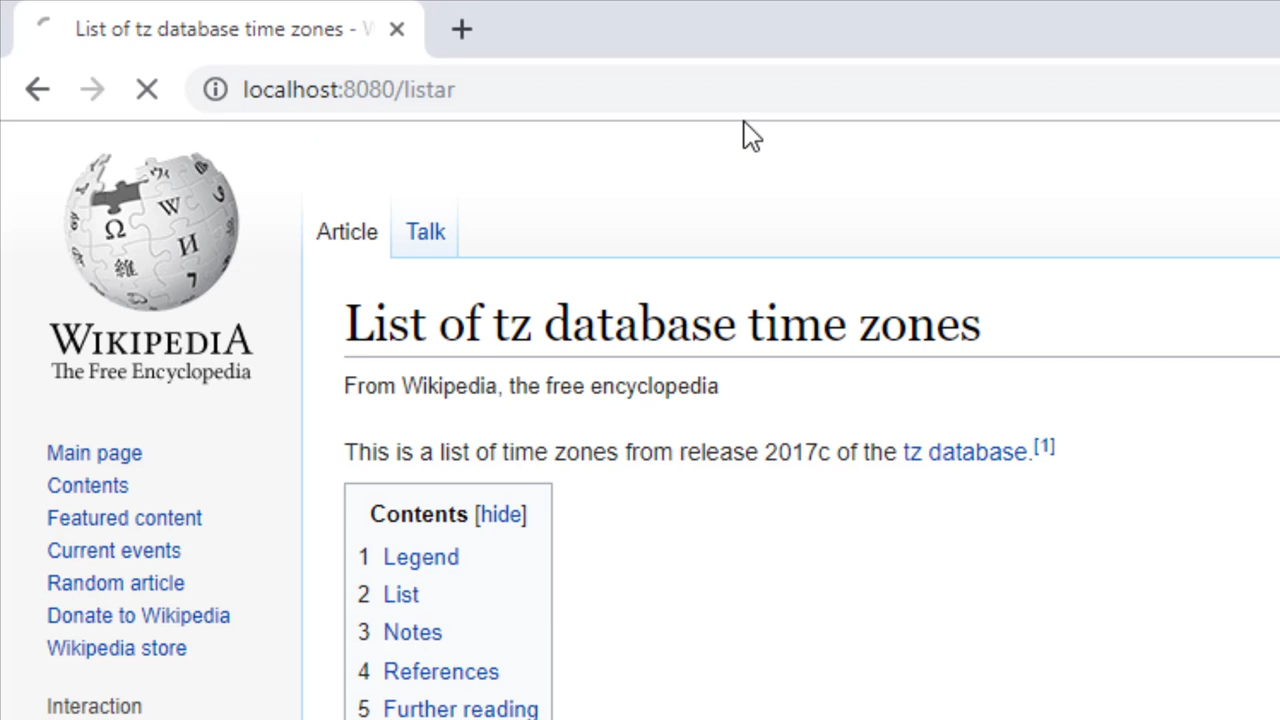 List of tz database time zones - W
localhost:8080/listar
Article Talk
WIKIPEDIA
The Free Encyclopedia
List of tz database time zones
From Wikipedia, the free encyclopedia
This is a list of time zones from release 2017c of the tz database.[1]
Contents [hide]
1 Legend
2 List
3 Notes
4 References
5 Further reading
Main page
Contents
Featured content
Current events
Random article
Donate to Wikipedia
Wikipedia store
Interaction